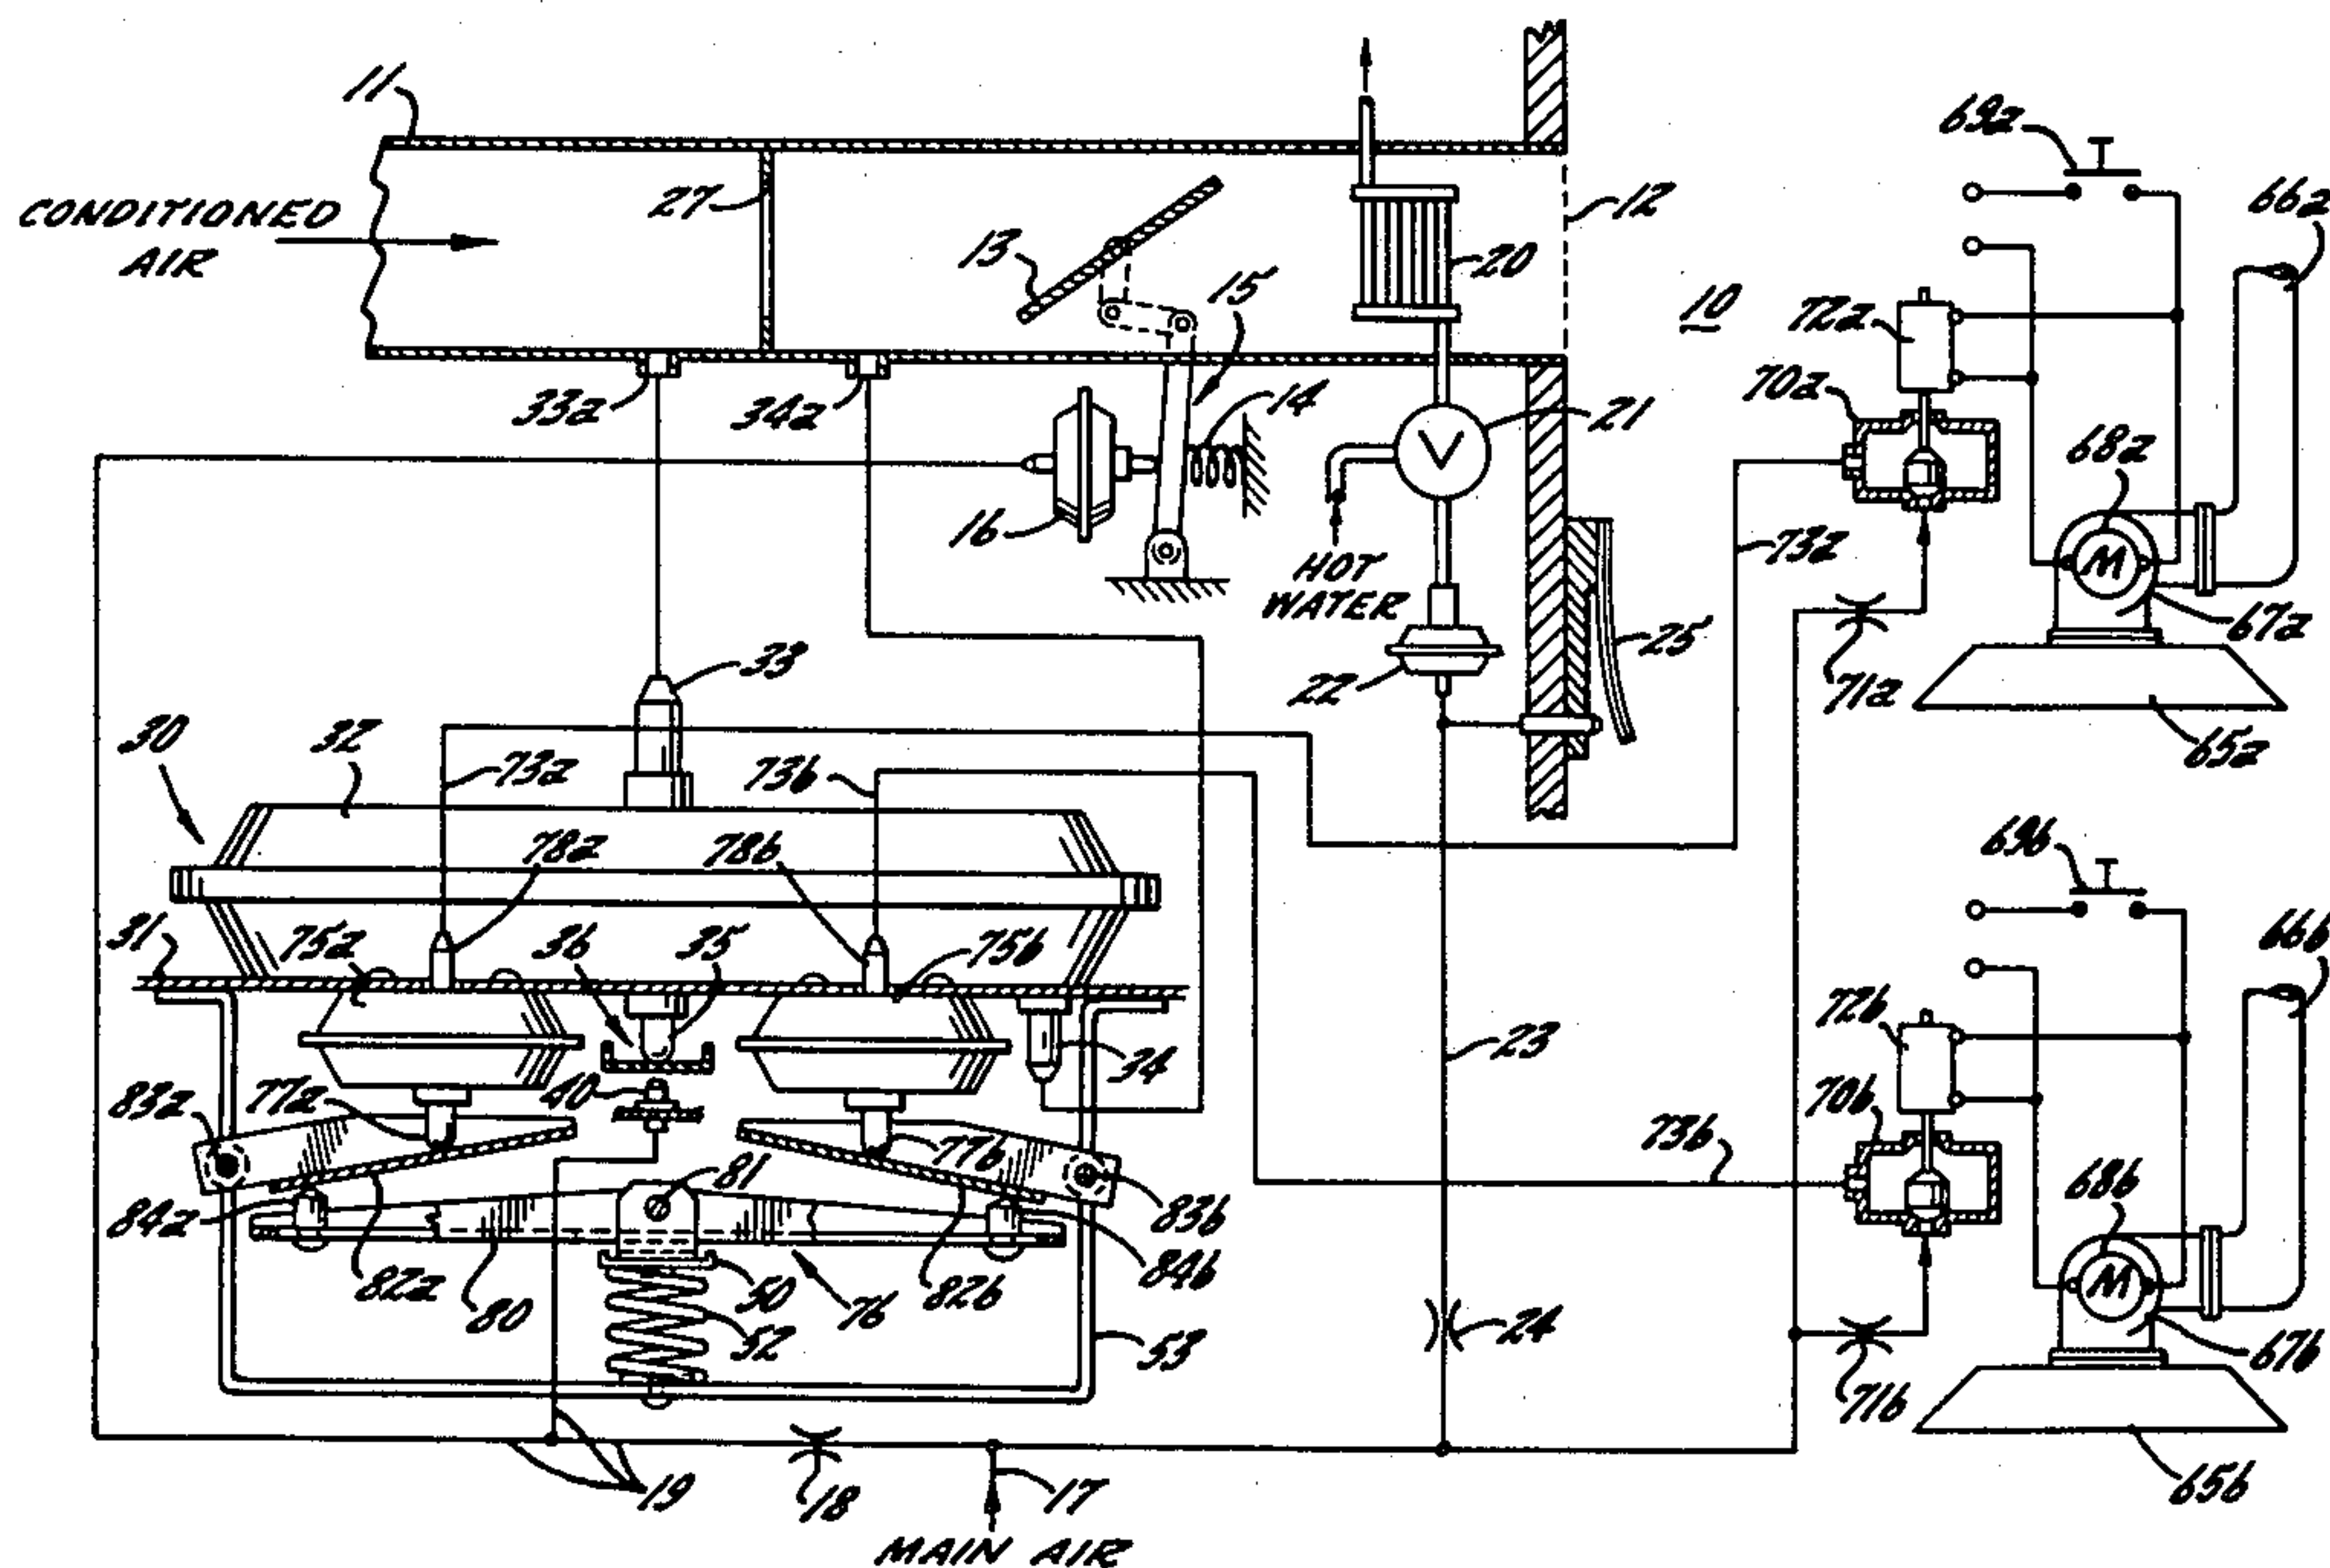 11
CONDITIONED
AIR
27
13
15
20
12
10
69a
66a
72a
70a
68a
33a
34a
14
21
16
HOT
WATER
73a
22
25
71a
67a
65a
30
32
33
73a
73b
78a
78b
69b
66b
31
75a
36
35
75b
34
23
72b
70b
83a
77a
40
77b
73b
68b
84a
81
83b
82a
80
50
76
82b
84b
52
53
24
71b
67b
65b
19
18
17
MAIN AIR
V
M
M